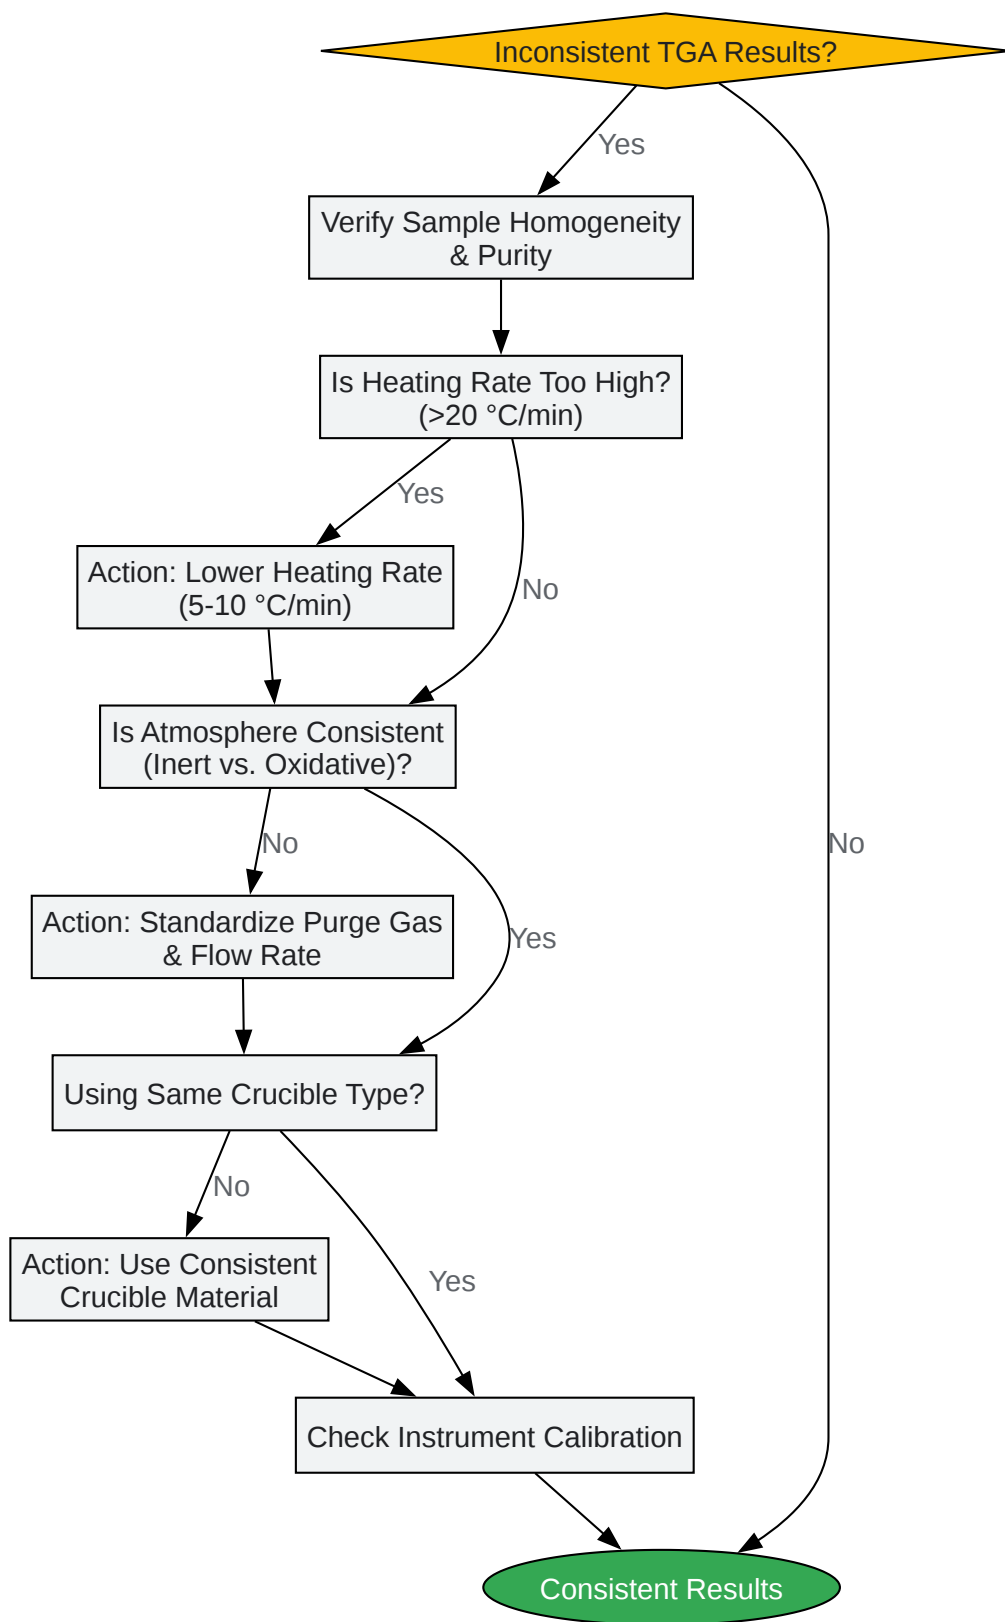 Inconsistent TGA Results?
Yes
Verify Sample Homogeneity
& Purity
Is Heating Rate Too High?
(>20 °C/min)
Yes
Action: Lower Heating Rate
(5-10 °C/min)
No
Is Atmosphere Consistent
(Inert vs. Oxidative)?
No
No
Action: Standardize Purge Gas
& Flow Rate
Yes
Using Same Crucible Type?
No
Action: Use Consistent
Crucible Material
Yes
Check Instrument Calibration
Consistent Results